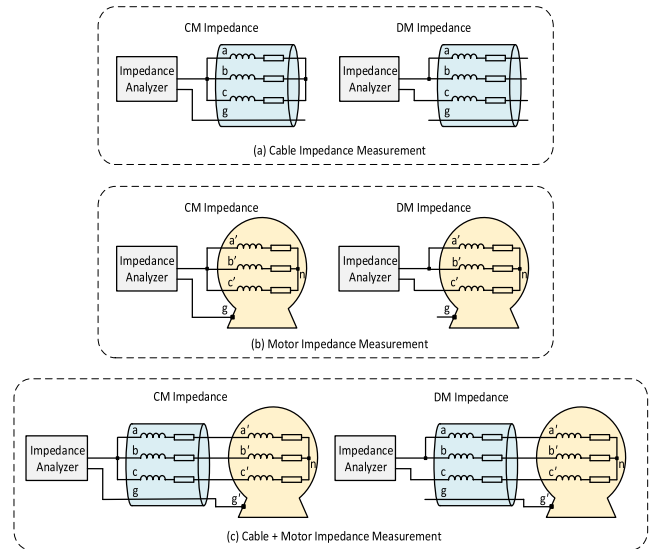 CM Impedance
DM Impedance
Impedance
Analyzer
a
b
c
g
Impedance
Analyzer
a
b
c
g
(a) Cable Impedance Measurement
CM Impedance
DM Impedance
Impedance
Analyzer
a'
b'
c'
n
g
Impedance
Analyzer
a'
b'
c'
n
g
(b) Motor Impedance Measurement
CM Impedance
DM Impedance
Impedance
Analyzer
a
b
c
g
a'
b'
c'
n
g'
Impedance
Analyzer
a
b
c
g
a'
b'
c'
n
g'
(c) Cable + Motor Impedance Measurement